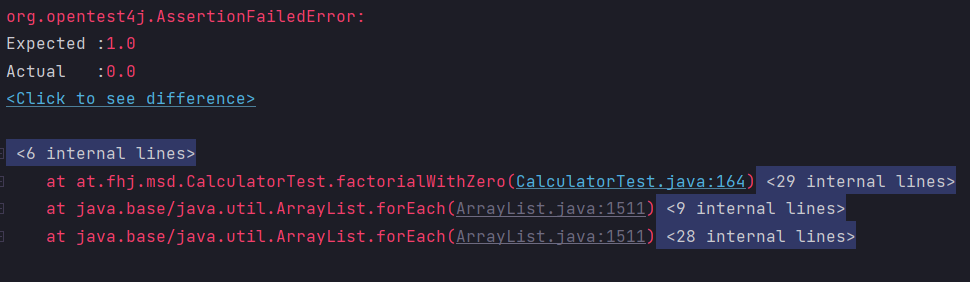 org.opentest4j.AssertionFailedError:
Expected :1.0
Actual   :0.0
<Click to see difference>
<6 internal lines>
at at.fhj.msd.CalculatorTest.factorialWithZero(CalculatorTest.java:164) <29 internal lines>
at java.base/java.util.ArrayList.forEach(ArrayList.java:1511) <9 internal lines>
at java.base/java.util.ArrayList.forEach(ArrayList.java:1511) <28 internal lines>